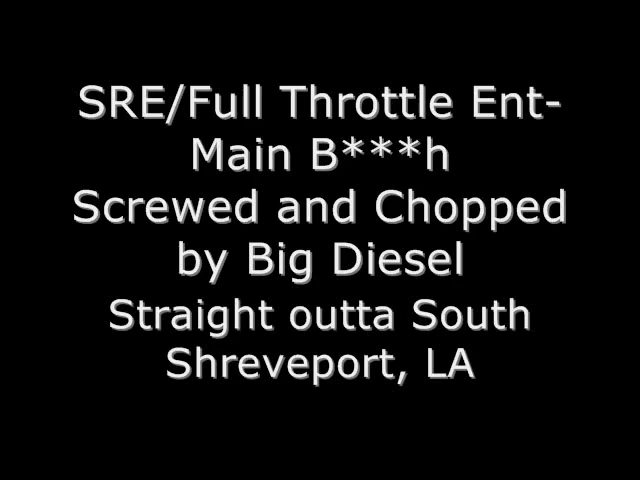 SRE/Full Throttle Ent-
Main B***h
Screwed and Chopped
by Big Diesel
Straight outta South
Shreveport, LA